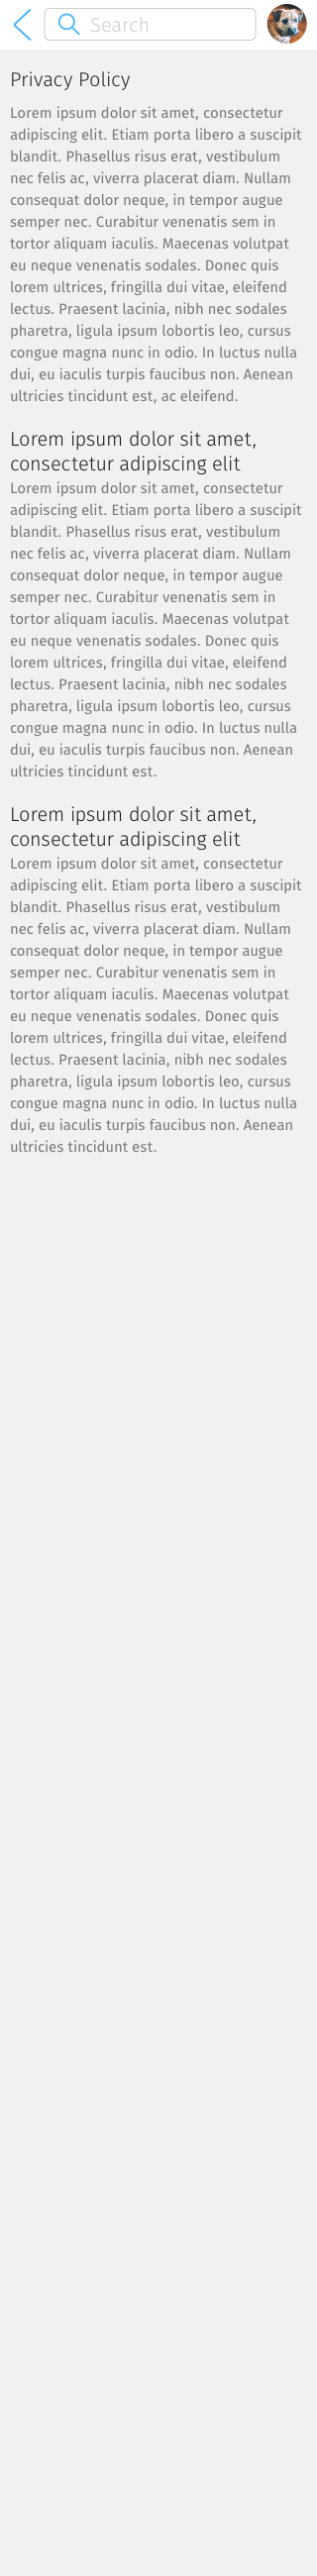 Search
Privacy Policy
Lorem ipsum dolor sit amet, consectetur
adipiscing elit. Etiam porta libero a suscipit
blandit. Phasellus risus erat, vestibulum
nec felis ac, viverra placerat diam. Nullam
consequat dolor neque, in tempor augue
semper nec. Curabitur venenatis sem in
tortor aliquam iaculis. Maecenas volutpat
eu neque venenatis sodales. Donec quis
lorem ultrices, fringilla dui vitae, eleifend
lectus. Praesent lacinia, nibh nec sodales
pharetra, ligula ipsum lobortis leo, cursus
congue magna nunc in odio. In luctus nulla
dui, eu iaculis turpis faucibus non. Aenean
ultricies tincidunt est, ac eleifend.
Lorem ipsum dolor sit amet,
consectetur adipiscing elit
Lorem ipsum dolor sit amet, consectetur
adipiscing elit. Etiam porta libero a suscipit
blandit. Phasellus risus erat, vestibulum
nec felis ac, viverra placerat diam. Nullam
consequat dolor neque, in tempor augue
semper nec. Curabitur venenatis sem in
tortor aliquam iaculis. Maecenas volutpat
eu neque venenatis sodales. Donec quis
lorem ultrices, fringilla dui vitae, eleifend
lectus. Praesent lacinia, nibh nec sodales
pharetra, ligula ipsum lobortis leo, cursus
congue magna nunc in odio. In luctus nulla
dui, eu iaculis turpis faucibus non. Aenean
ultricies tincidunt est.
Lorem ipsum dolor sit amet,
consectetur adipiscing elit
Lorem ipsum dolor sit amet, consectetur
adipiscing elit. Etiam porta libero a suscipit
blandit. Phasellus risus erat, vestibulum
nec felis ac, viverra placerat diam. Nullam
consequat dolor neque, in tempor augue
semper nec. Curabitur venenatis sem in
tortor aliquam iaculis. Maecenas volutpat
eu neque venenatis sodales. Donec quis
lorem ultrices, fringilla dui vitae, eleifend
lectus. Praesent lacinia, nibh nec sodales
pharetra, ligula ipsum lobortis leo, cursus
congue magna nunc in odio. In luctus nulla
dui, eu iaculis turpis faucibus non. Aenean
ultricies tincidunt est.